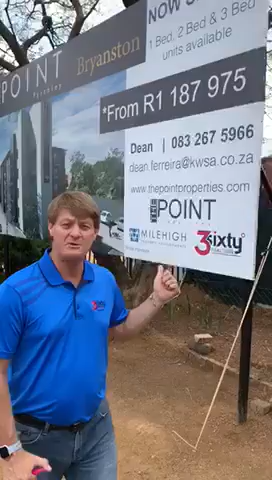 NOW S
1 Bed, 2 Bed & 3 Bed
units available
POINT
Bryanston
*From R1 187 975
Dean | 083 267 5966
dean.ferreira@kwsa.co.za
www.thepointproperties.com
THE POINT
MILEHIGH
3sixty°